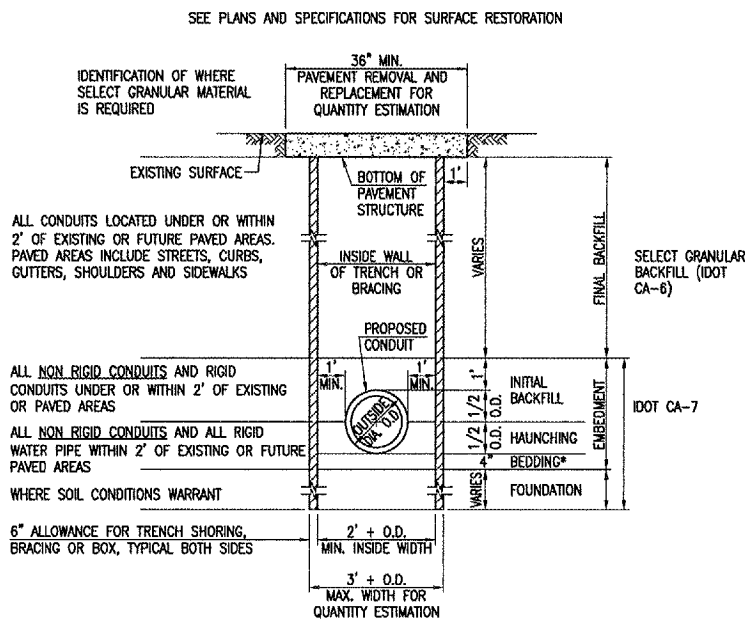 SEE PLANS AND SPECIFICATIONS FOR SURFACE RESTORATION
36" MIN.
PAVEMENT REMOVAL AND
REPLACEMENT FOR
QUANTITY ESTIMATION
IDENTIFICATION OF WHERE
SELECT GRANULAR MATERIAL
IS REQUIRED
EXISTING SURFACE
BOTTOM OF
PAVEMENT
STRUCTURE
1'
ALL CONDUITS LOCATED UNDER OR WITHIN
2' OF EXISTING OR FUTURE PAVED AREAS.
PAVED AREAS INCLUDE STREETS, CURBS,
GUTTERS, SHOULDERS AND SIDEWALKS
INSIDE WALL
OF TRENCH OR
BRACING
VARIES
FINAL BACKFILL
SELECT GRANULAR
BACKFILL (IDOT
CA-6)
PROPOSED
CONDUIT
1'
MIN.
1'
MIN.
OUTSIDE
DIA. O.D.
ALL NON RIGID CONDUITS AND RIGID
CONDUITS UNDER OR WITHIN 2' OF EXISTING
OR PAVED AREAS
1'
1/2
O.D.
INITIAL
BACKFILL
ALL NON RIGID CONDUITS AND ALL RIGID
WATER PIPE WITHIN 2' OF EXISTING OR FUTURE
PAVED AREAS
1/2
O.D.
HAUNCHING
4"
BEDDING*
EMBEDMENT
IDOT CA-7
WHERE SOIL CONDITIONS WARRANT
VARIES
FOUNDATION
6" ALLOWANCE FOR TRENCH SHORING,
BRACING OR BOX, TYPICAL BOTH SIDES
2' + O.D.
MIN. INSIDE WIDTH
3' + O.D.
MAX. WIDTH FOR
QUANTITY ESTIMATION